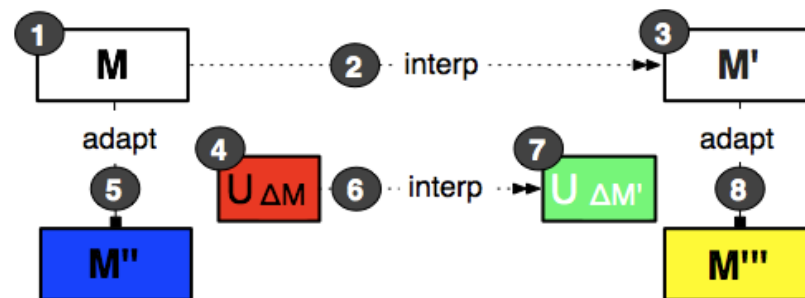 1
M
2 interp
3
M'
adapt
adapt
4
U ΔM
5
6 interp
7
U ΔM'
8
M''
M'''